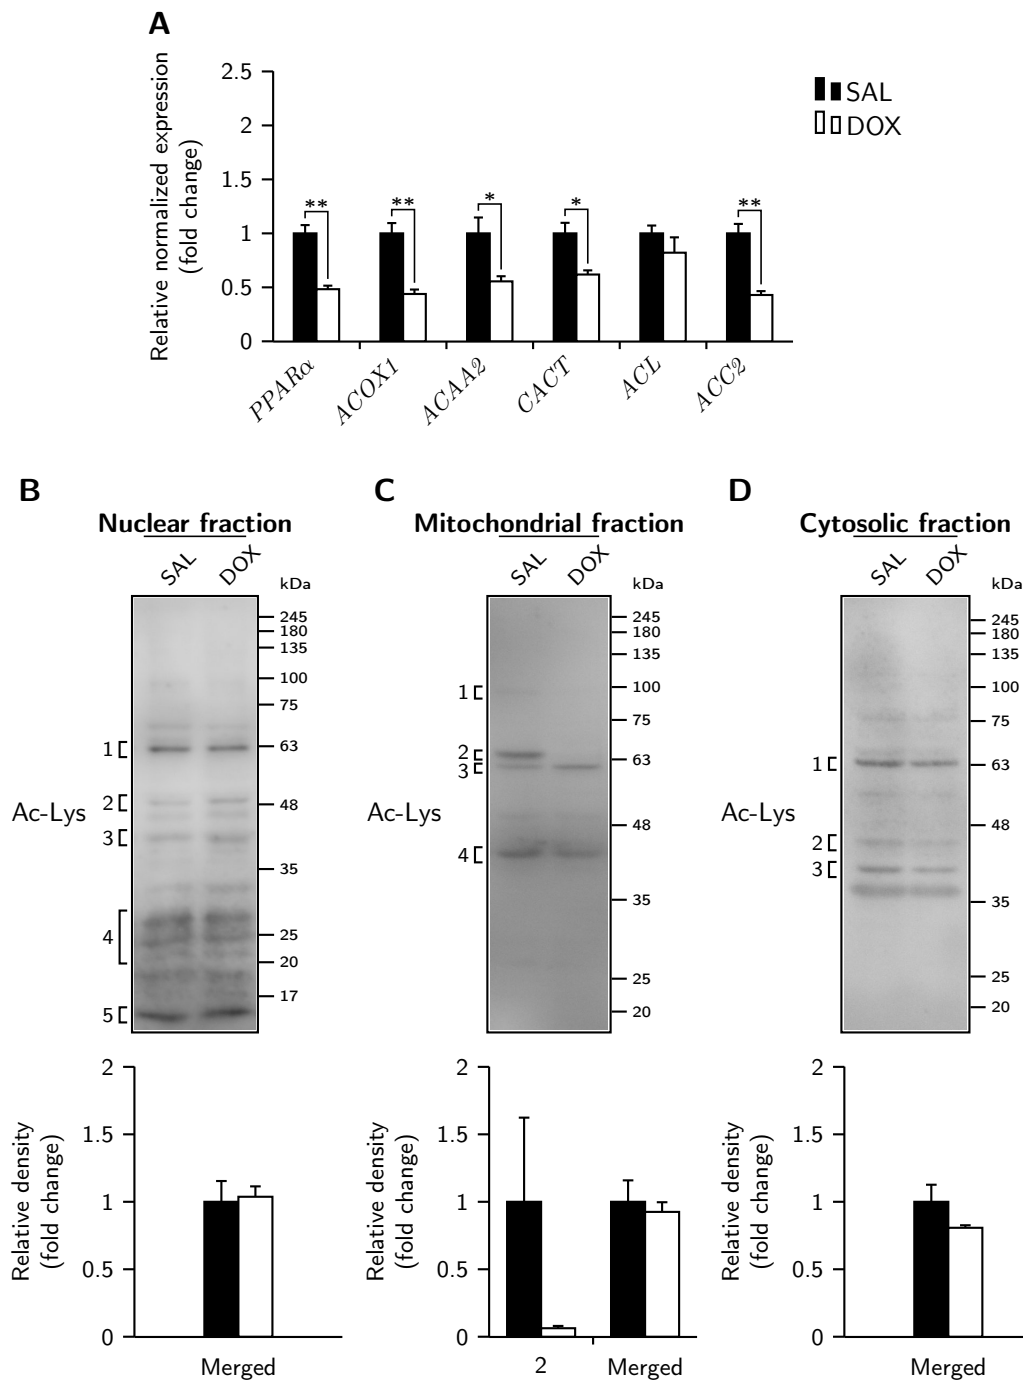 A
Relative normalized expression
(fold change)
2.5
2
1.5
1
0.5
0
** ** * * **
SAL
DOX
PPARα ACOX1 ACAA2 CACT ACL ACC2
B
Nuclear fraction
SAL DOX
kDa
245
180
135
100
75
63
48
35
25
20
17
1
2
3
4
5
Ac-Lys
Relative density
(fold change)
2
1.5
1
0.5
0
Merged
C
Mitochondrial fraction
SAL DOX
kDa
245
180
135
100
75
63
48
35
25
20
1
2
3
4
Ac-Lys
Relative density
(fold change)
2
1.5
1
0.5
0
2 Merged
D
Cytosolic fraction
SAL DOX
kDa
245
180
135
100
75
63
48
35
25
20
1
2
3
Ac-Lys
Relative density
(fold change)
2
1.5
1
0.5
0
Merged